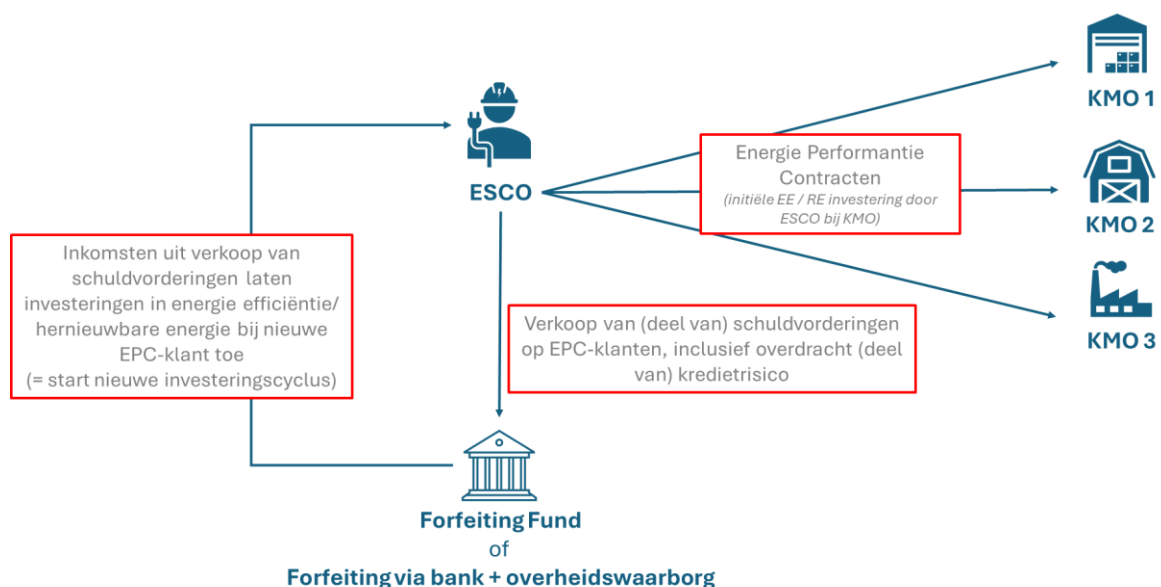 KMO 1
ESCO
Energie Performantie
Contracten
(initiële EE / RE investering door
ESCO bij KMO)
KMO 2
Inkomsten uit verkoop van
schuldvorderingen laten
investeringen in energie efficiëntie/
hernieuwbare energie bij nieuwe
EPC-klant toe
(= start nieuwe investeringscyclus)
Verkoop van (deel van) schuldvorderingen
op EPC-klanten, inclusief overdracht (deel
van) kredietrisico
KMO 3
Forfeiting Fund
of
Forfeiting via bank + overheidswaarborg